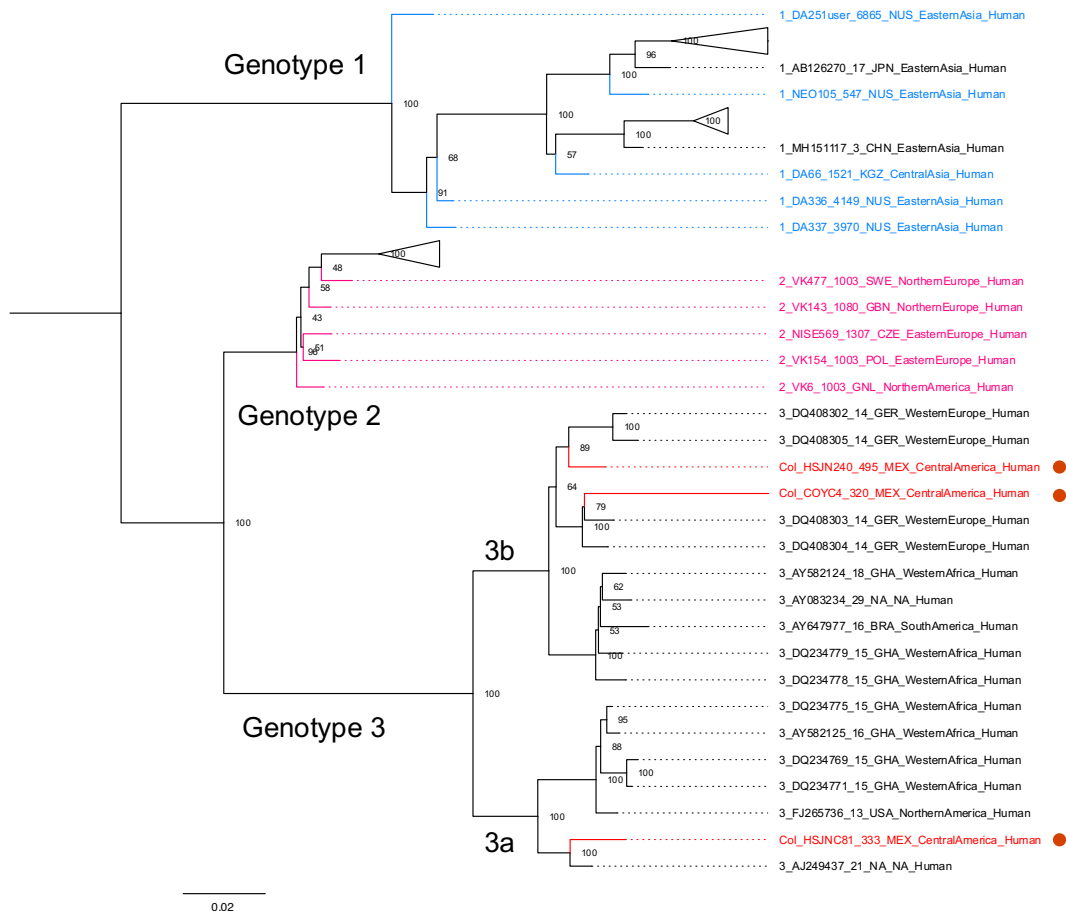 1_DA251user_6865_NUS_EasternAsia_Human
100
Genotype 1
96
1_AB126270_17_JPN_EasternAsia_Human
100
100
1_NEO105_547_NUS_EasternAsia_Human
100
100
100
1_MH151117_3_CHN_EasternAsia_Human
68
57
1_DA66_1521_KGZ_CentralAsia_Human
91
1_DA336_4149_NUS_EasternAsia_Human
1_DA337_3970_NUS_EasternAsia_Human
100
48
2_VK477_1003_SWE_NorthernEurope_Human
58
2_VK143_1080_GBN_NorthernEurope_Human
43
2_NISE569_1307_CZE_EasternEurope_Human
51
96
2_VK154_1003_POL_EasternEurope_Human
2_VK6_1003_GNL_NorthernAmerica_Human
Genotype 2
3_DQ408302_14_GER_WesternEurope_Human
100
3_DQ408305_14_GER_WesternEurope_Human
89
Col_HSJN240_495_MEX_CentralAmerica_Human
64
Col_COYC4_320_MEX_CentralAmerica_Human
79
3_DQ408303_14_GER_WesternEurope_Human
100
100
3_DQ408304_14_GER_WesternEurope_Human
3b
100
3_AY582124_18_GHA_WesternAfrica_Human
62
3_AY083234_29_NA_NA_Human
53
3_AY647977_16_BRA_SouthAmerica_Human
53
3_DQ234779_15_GHA_WesternAfrica_Human
100
3_DQ234778_15_GHA_WesternAfrica_Human
100
Genotype 3
3_DQ234775_15_GHA_WesternAfrica_Human
95
3_AY582125_16_GHA_WesternAfrica_Human
88
3_DQ234769_15_GHA_WesternAfrica_Human
100
100
3_DQ234771_15_GHA_WesternAfrica_Human
3_FJ265736_13_USA_NorthernAmerica_Human
100
3a
Col_HSJNC81_333_MEX_CentralAmerica_Human
100
3_AJ249437_21_NA_NA_Human
0.02